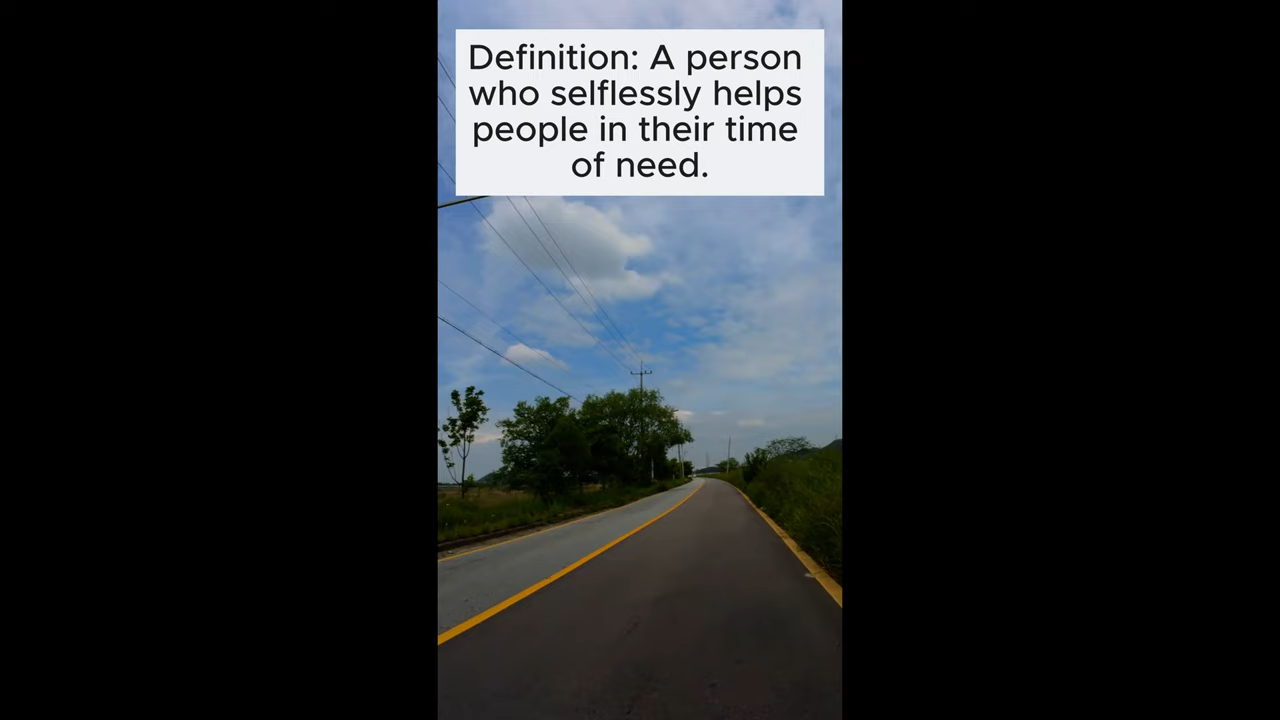 Definition: A person
who selflessly helps
people in their time
of need.